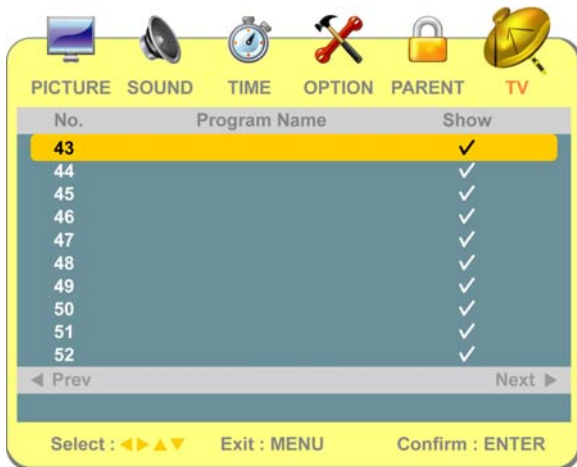 PICTURE SOUND TIME OPTION PARENT TV
No. Program Name Show
43 ✓
44 ✓
45 ✓
46 ✓
47 ✓
48 ✓
49 ✓
50 ✓
51 ✓
52 ✓
◀ Prev Next ▶
Select : ◀▶▲▼ Exit : MENU Confirm : ENTER